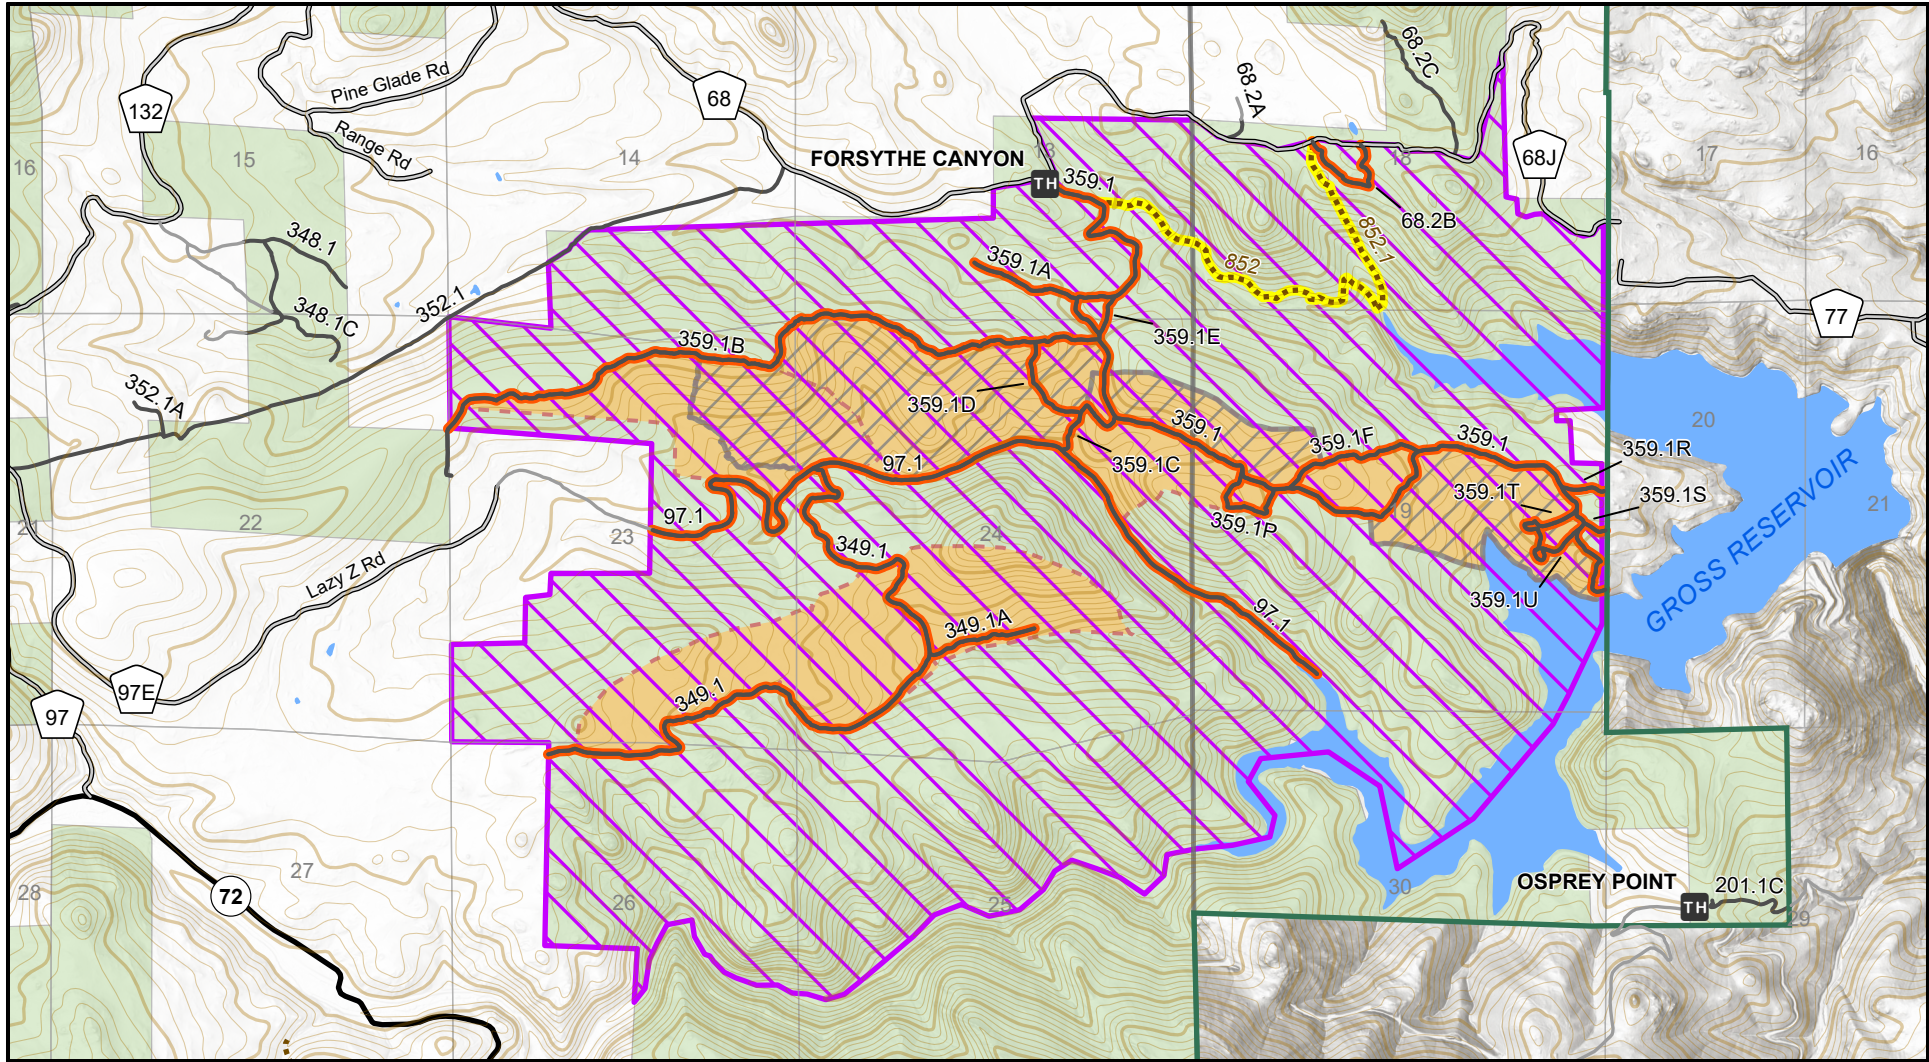 68.2C
Pine Glade Rd
68.2A
132
68
Range Rd
68J
16
15
14
FORSYTHE CANYON
13
18
17
16
TH
359.1
68.2B
348.1
852.1
852
359.1A
348.1C
352.1
77
359.1B
359.1E
352.1A
359.1D
359.1
359.1F
359.1
20
359.1R
359.1C
97.1
359.1T
359.1S
21
22
23
97.1
24
359.1P
19
21
GROSS RESERVOIR
349.1
Lazy Z Rd
359.1U
97.1
349.1A
97E
349.1
97
27
28
72
26
25
30
OSPREY POINT
TH
201.1C
29